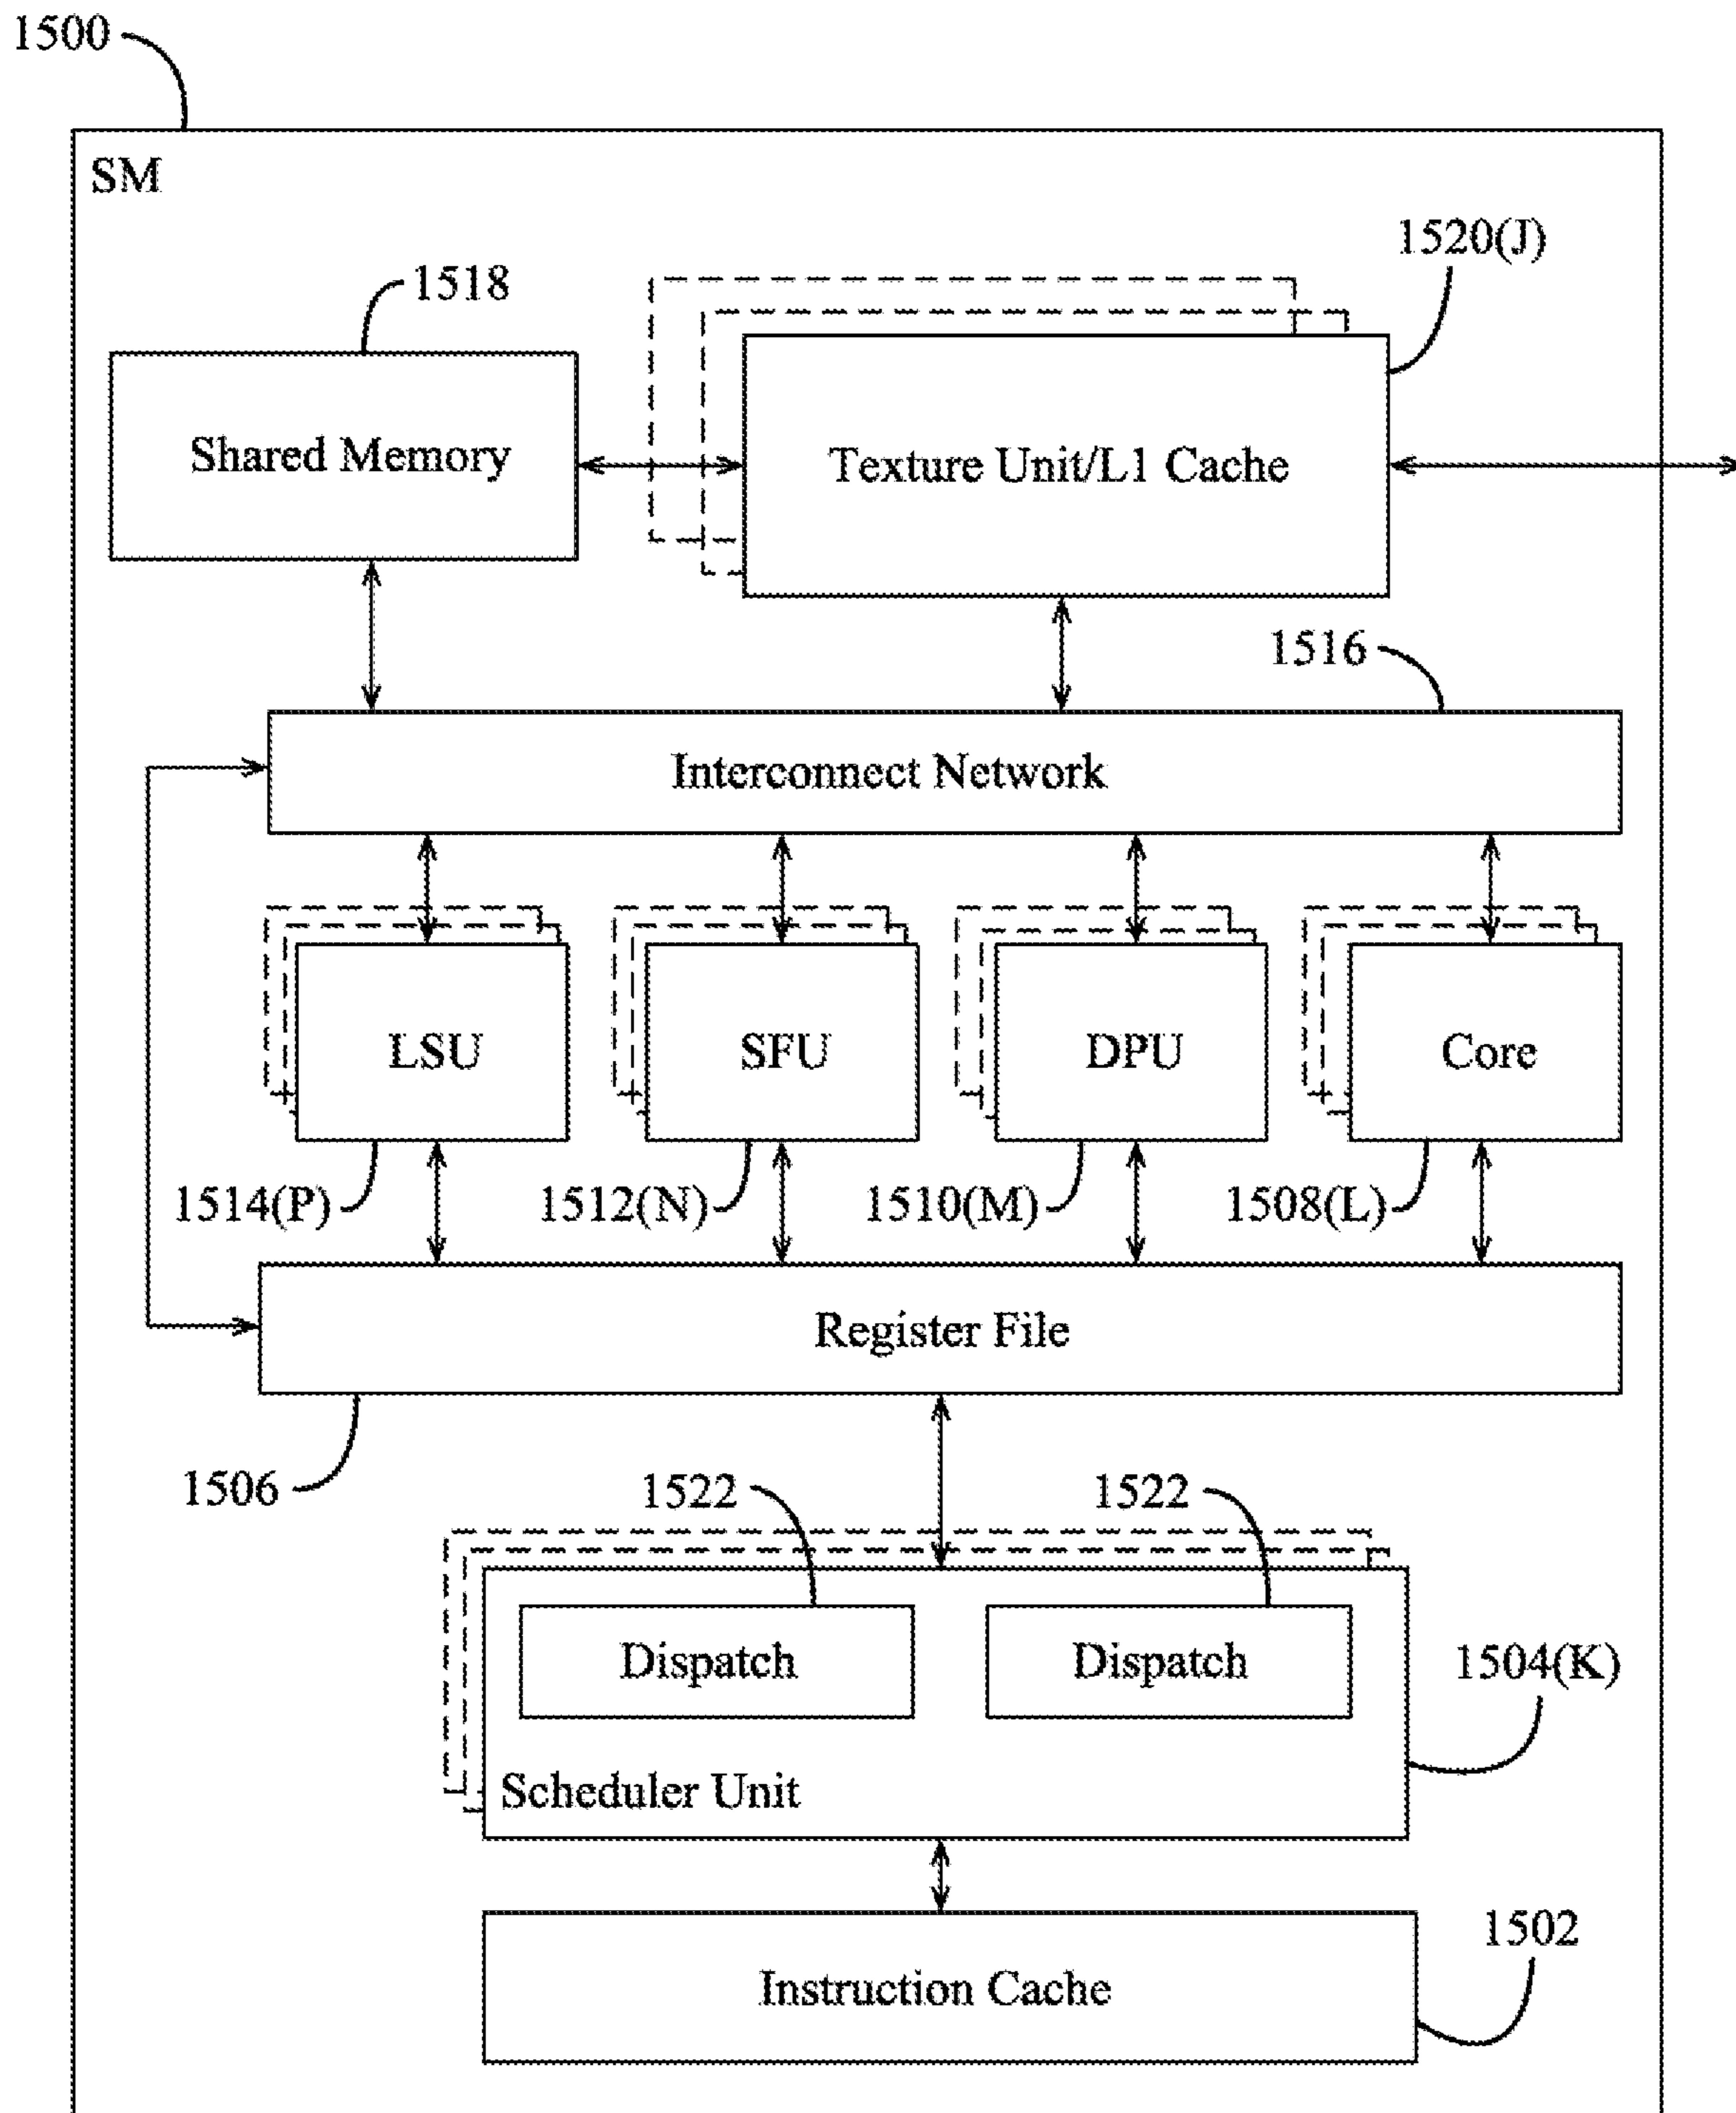 1500
SM
1520(J)
1518
Shared Memory
Texture Unit/L1 Cache
1516
Interconnect Network
LSU
SFU
DPU
Core
1514(P)
1512(N)
1510(M)
1508(L)
Register File
1506
1522
1522
Dispatch
Dispatch
1504(K)
Scheduler Unit
1502
Instruction Cache